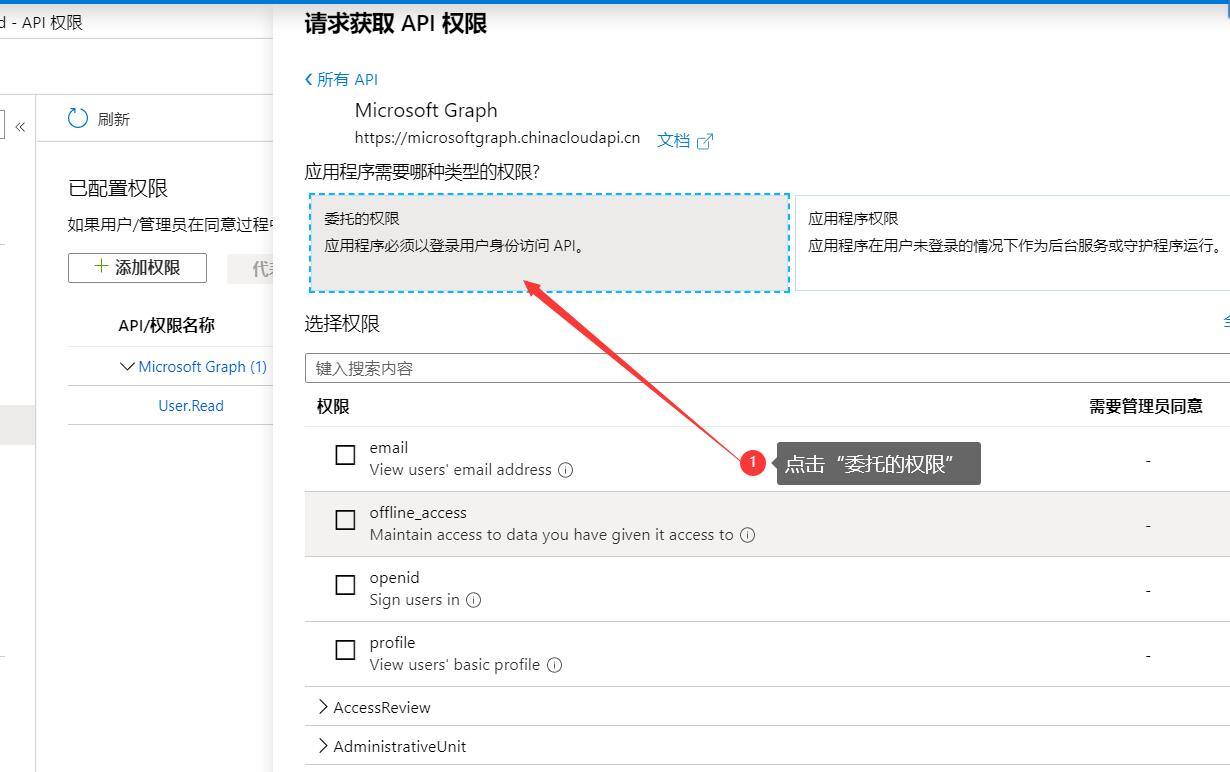 d - API 权限
请求获取 API 权限
所有 API
Microsoft Graph
https://microsoftgraph.chinacloudapi.cn 文档
应用程序需要哪种类型的权限?
委托的权限
应用程序必须以登录用户身份访问 API。
应用程序权限
应用程序在用户未登录的情况下作为后台服务或守护程序运行。
刷新
已配置权限
如果用户/管理员在同意过程中
添加权限
代表
API/权限名称
Microsoft Graph (1)
User.Read
选择权限
键入搜索内容
权限 需要管理员同意
email
View users' email address
-
1 点击“委托的权限”
offline_access
Maintain access to data you have given it access to
-
openid
Sign users in
-
profile
View users' basic profile
-
AccessReview
AdministrativeUnit